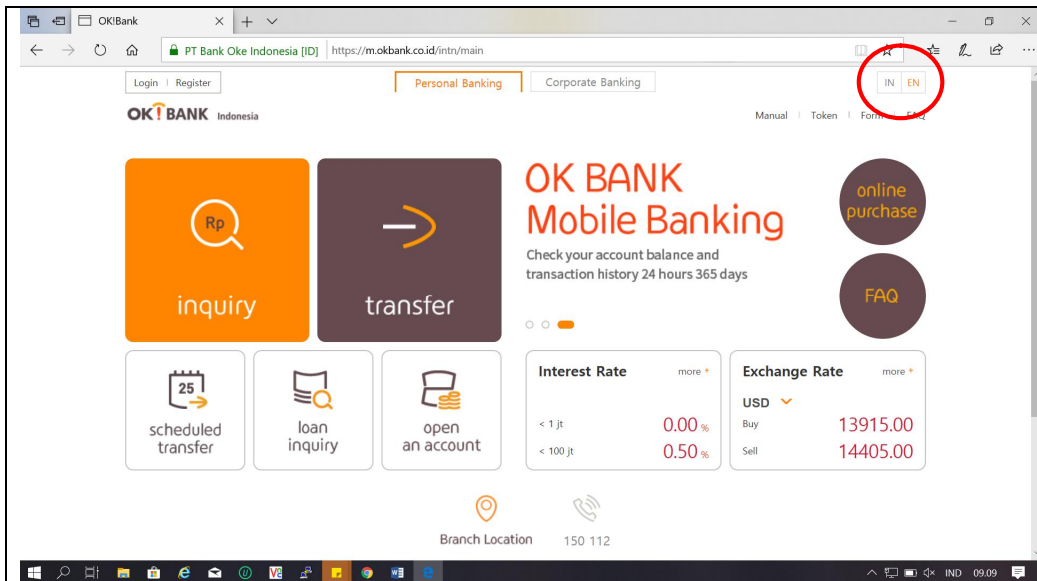 OK!Bank
PT Bank Oke Indonesia [ID] https://m.okbank.co.id/intn/main
Login Register
Personal Banking
Corporate Banking
IN EN
OK! BANK Indonesia
Manual Token Form FAQ
Rp
inquiry
transfer
OK BANK
Mobile Banking
Check your account balance and
transaction history 24 hours 365 days
online
purchase
FAQ
25
scheduled
transfer
loan
inquiry
open
an account
Interest Rate more +
< 1 jt 0.00 %
< 100 jt 0.50 %
Exchange Rate more +
USD
Buy 13915.00
Sell 14405.00
Branch Location
150 112
IND 09.09